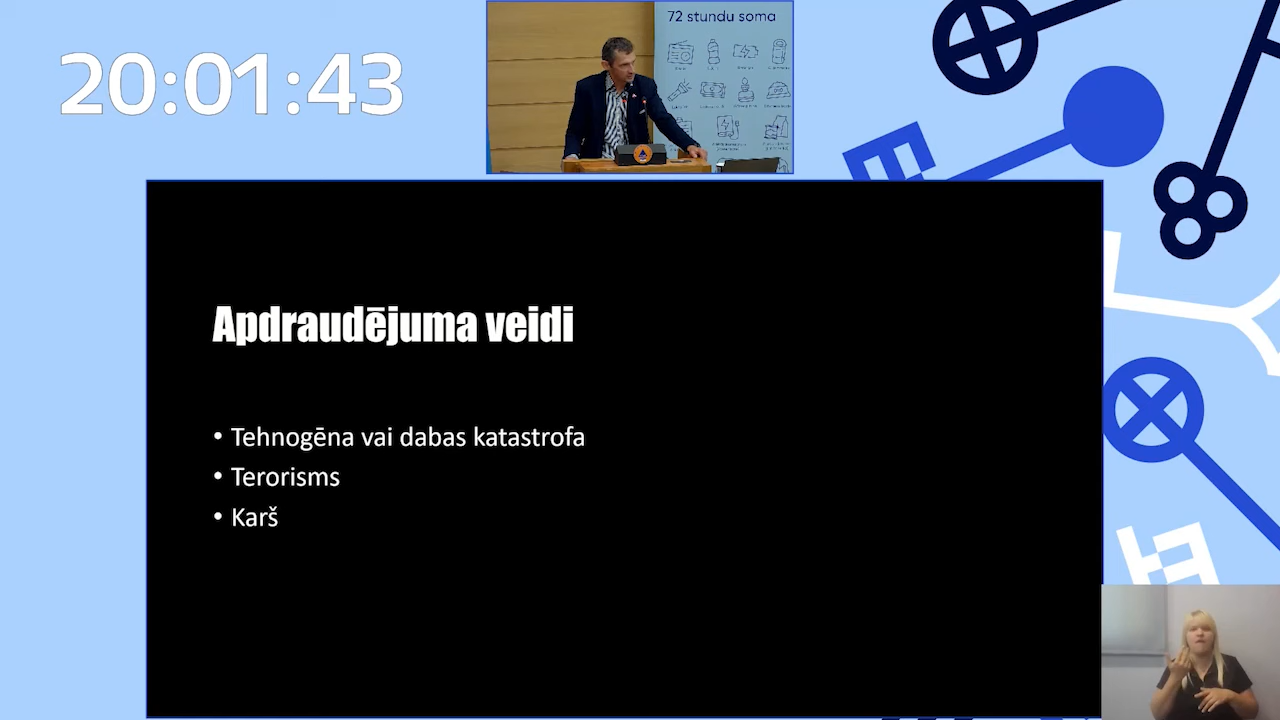 20:01:43
72 stundu soma
Apdraudējuma veidi
• Tehnogēna vai dabas katastrofa
• Terorisms
• Karš